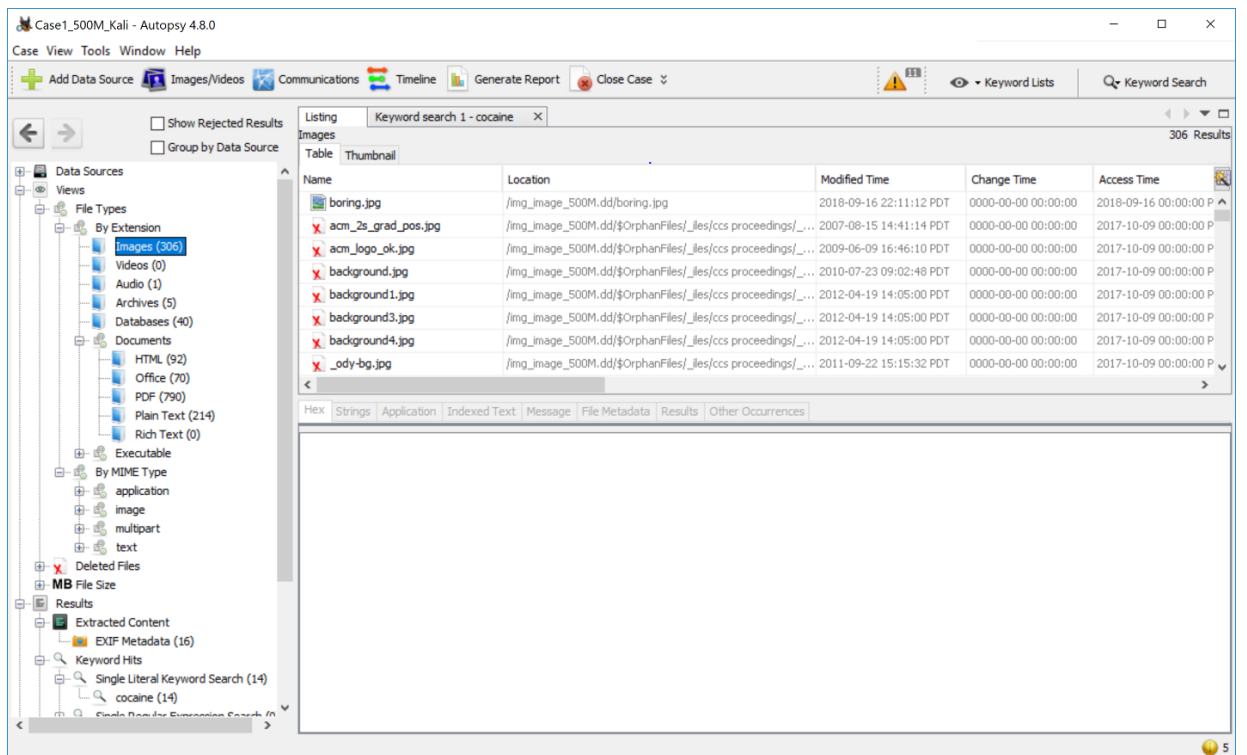 Case1_500M_Kali - Autopsy 4.8.0
Case View Tools Window Help
Add Data Source Images/Videos Communications Timeline Generate Report Close Case 11 Keyword Lists Keyword Search
Show Rejected Results
Group by Data Source
Data Sources
Views
File Types
By Extension
Images (306)
Videos (0)
Audio (1)
Archives (5)
Databases (40)
Documents
HTML (92)
Office (70)
PDF (790)
Plain Text (214)
Rich Text (0)
Executable
By MIME Type
application
image
multipart
text
Deleted Files
MB File Size
Results
Extracted Content
EXIF Metadata (16)
Keyword Hits
Single Literal Keyword Search (14)
cocaine (14)
Single Regular Expression Search (0
Listing Keyword search 1 - cocaine
Images
306 Results
Table Thumbnail
Name Location Modified Time Change Time Access Time
boring.jpg /img_image_500M.dd/boring.jpg 2018-09-16 22:11:12 PDT 0000-00-00 00:00:00 2018-09-16 00:00:00 P
acm_2s_grad_pos.jpg /img_image_500M.dd/$OrphanFiles/_iles/ccs proceedings/_... 2007-08-15 14:41:14 PDT 0000-00-00 00:00:00 2017-10-09 00:00:00 P
acm_logo_ok.jpg /img_image_500M.dd/$OrphanFiles/_iles/ccs proceedings/_... 2009-06-09 16:46:10 PDT 0000-00-00 00:00:00 2017-10-09 00:00:00 P
background.jpg /img_image_500M.dd/$OrphanFiles/_iles/ccs proceedings/_... 2010-07-23 09:02:48 PDT 0000-00-00 00:00:00 2017-10-09 00:00:00 P
background1.jpg /img_image_500M.dd/$OrphanFiles/_iles/ccs proceedings/_... 2012-04-19 14:05:00 PDT 0000-00-00 00:00:00 2017-10-09 00:00:00 P
background3.jpg /img_image_500M.dd/$OrphanFiles/_iles/ccs proceedings/_... 2012-04-19 14:05:00 PDT 0000-00-00 00:00:00 2017-10-09 00:00:00 P
background4.jpg /img_image_500M.dd/$OrphanFiles/_iles/ccs proceedings/_... 2012-04-19 14:05:00 PDT 0000-00-00 00:00:00 2017-10-09 00:00:00 P
_ody-bg.jpg /img_image_500M.dd/$OrphanFiles/_iles/ccs proceedings/_... 2011-09-22 15:15:32 PDT 0000-00-00 00:00:00 2017-10-09 00:00:00 P
Hex Strings Application Indexed Text Message File Metadata Results Other Occurrences
5